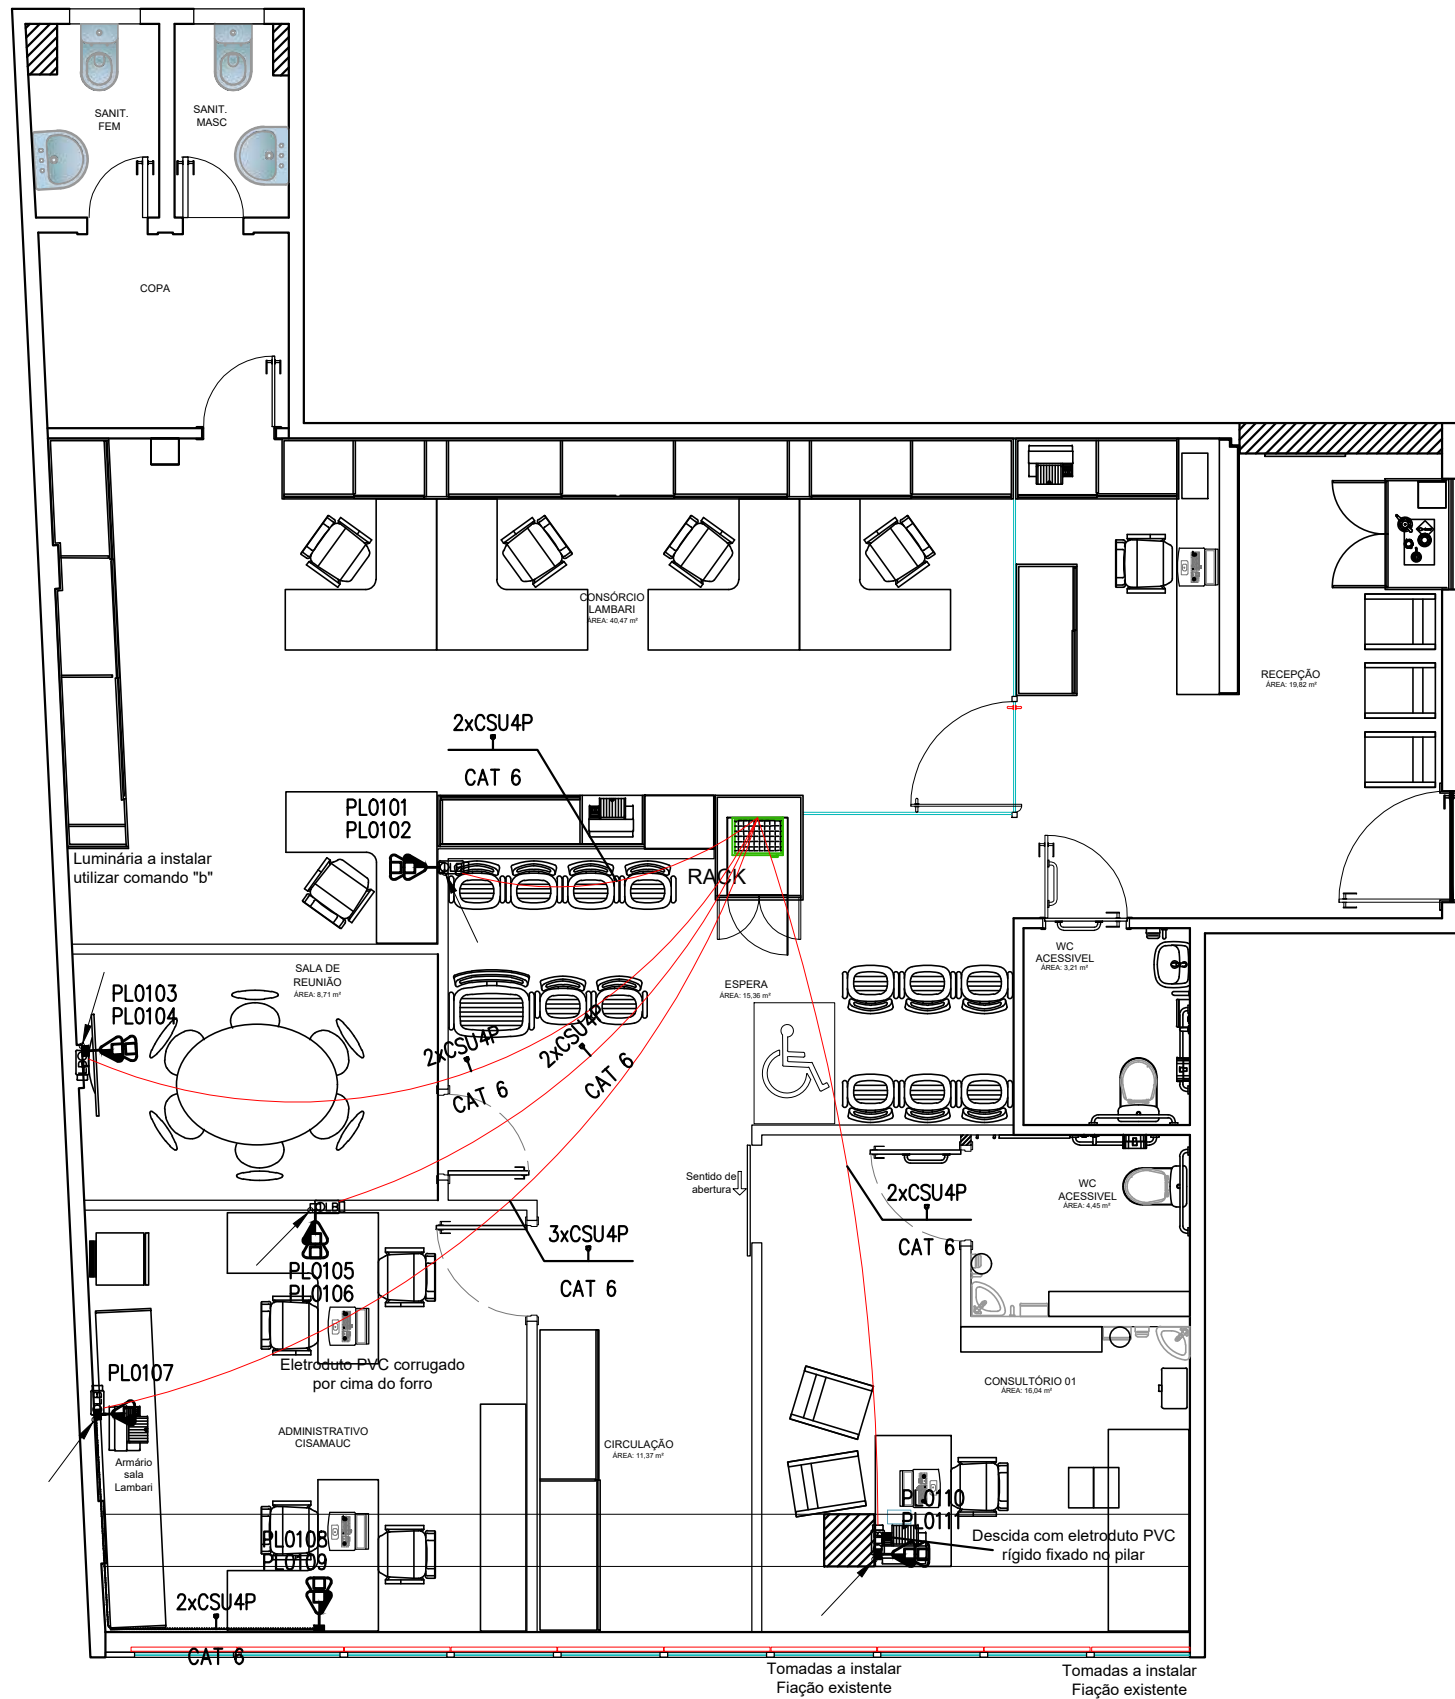 SANIT.
FEM
SANIT.
MASC
COPA
CONSÓRCIO
LAMBARI
ÁREA: 40,47 m²
RECEPÇÃO
ÁREA: 19,82 m²
2xCSU4P
CAT 6
PL0101
PL0102
Luminária a instalar
utilizar comando "b"
RACK
SALA DE
REUNIÃO
ÁREA: 8,71 m²
PL0103
PL0104
ESPERA
ÁREA: 15,36 m²
WC
ACESSIVEL
ÁREA: 3,21 m²
2xCSU4P
CAT 6
2xCSU4P
CAT 6
Sentido de
abertura
WC
ACESSIVEL
ÁREA: 4,45 m²
2xCSU4P
CAT 6
3xCSU4P
CAT 6
PL0105
PL0106
Eletroduto PVC corrugado
por cima do forro
PL0107
CONSULTÓRIO 01
ÁREA: 16,04 m²
ADMINISTRATIVO
CISAMAUC
CIRCULAÇÃO
ÁREA: 11,37 m²
Armário
sala
Lambari
PL0110
PL0111
Descida com eletroduto PVC
rígido fixado no pilar
PL0108
PL0109
2xCSU4P
CAT 6
Tomadas a instalar
Fiação existente
Tomadas a instalar
Fiação existente